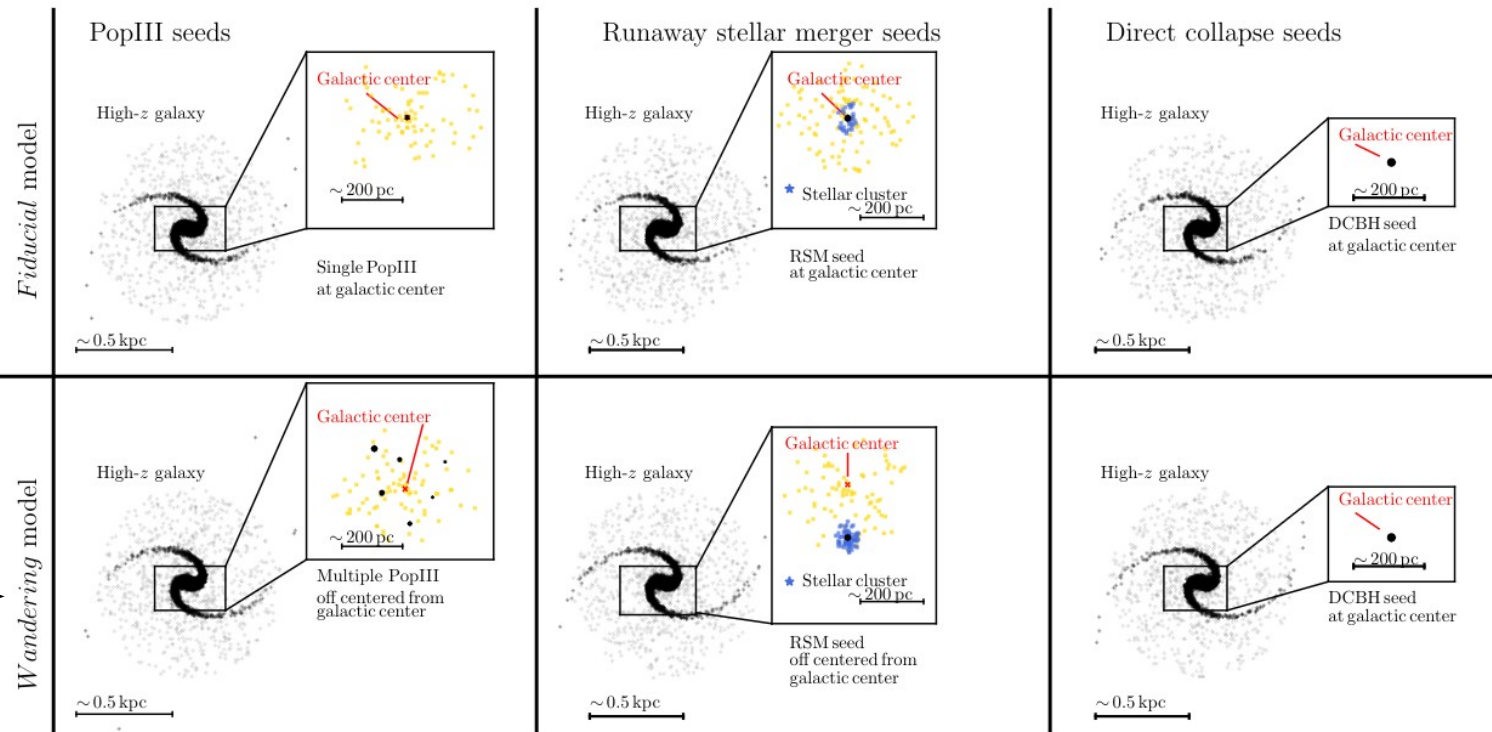 PopIII seeds
Runaway stellar merger seeds
Direct collapse seeds
Fiducial model
High-z galaxy
Galactic center
~ 200 pc
Single PopIII
at galactic center
~ 0.5 kpc
High-z galaxy
Galactic center
Stellar cluster
~ 200 pc
RSM seed
at galactic center
~ 0.5 kpc
High-z galaxy
Galactic center
~ 200 pc
DCBH seed
at galactic center
~ 0.5 kpc
Wandering model
High-z galaxy
Galactic center
~ 200 pc
Multiple PopIII
off centered from
galactic center
~ 0.5 kpc
High-z galaxy
Galactic center
Stellar cluster
~ 200 pc
RSM seed
off centered from
galactic center
~ 0.5 kpc
High-z galaxy
Galactic center
~ 200 pc
DCBH seed
at galactic center
~ 0.5 kpc